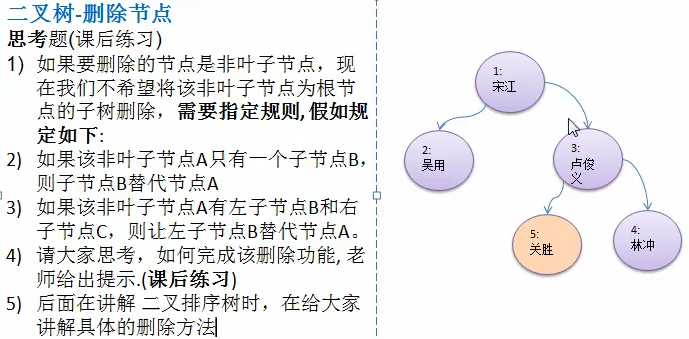 二叉树-删除节点
思考题(课后练习)
1) 如果要删除的节点是非叶子节点，现
在我们不希望将该非叶子节点为根节
点的子树删除，需要指定规则, 假如规
定如下:
2) 如果该非叶子节点A只有一个子节点B，
则子节点B替代节点A
3) 如果该非叶子节点A有左子节点B和右
子节点C，则让左子节点B替代节点A。
4) 请大家思考，如何完成该删除功能, 老
师给出提示.(课后练习)
5) 后面在讲解 二叉排序树时，在给大家
讲解具体的删除方法
1:
宋江
2:
吴用
3:
卢俊
义
5:
关胜
4:
林冲